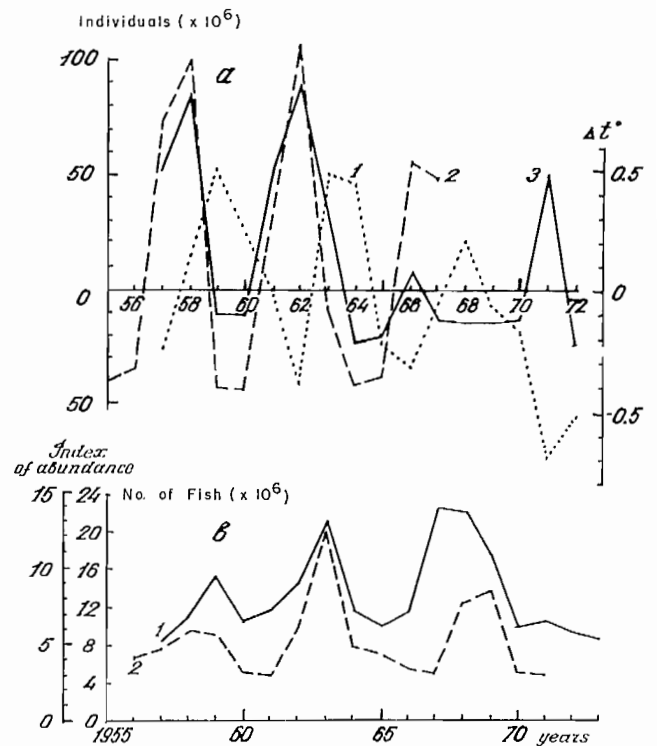 Individuals (x 10⁶)
a
100
50
0
50
Δt°
0.5
0
-0.5
1 2 3
56 58 60 62 64 66 68 70 72
Index
of abundance
No. of Fish (x 10⁶)
в
15 24
20
10 16
12
5 8
4
0 0
1
2
1955 60 65 70 years